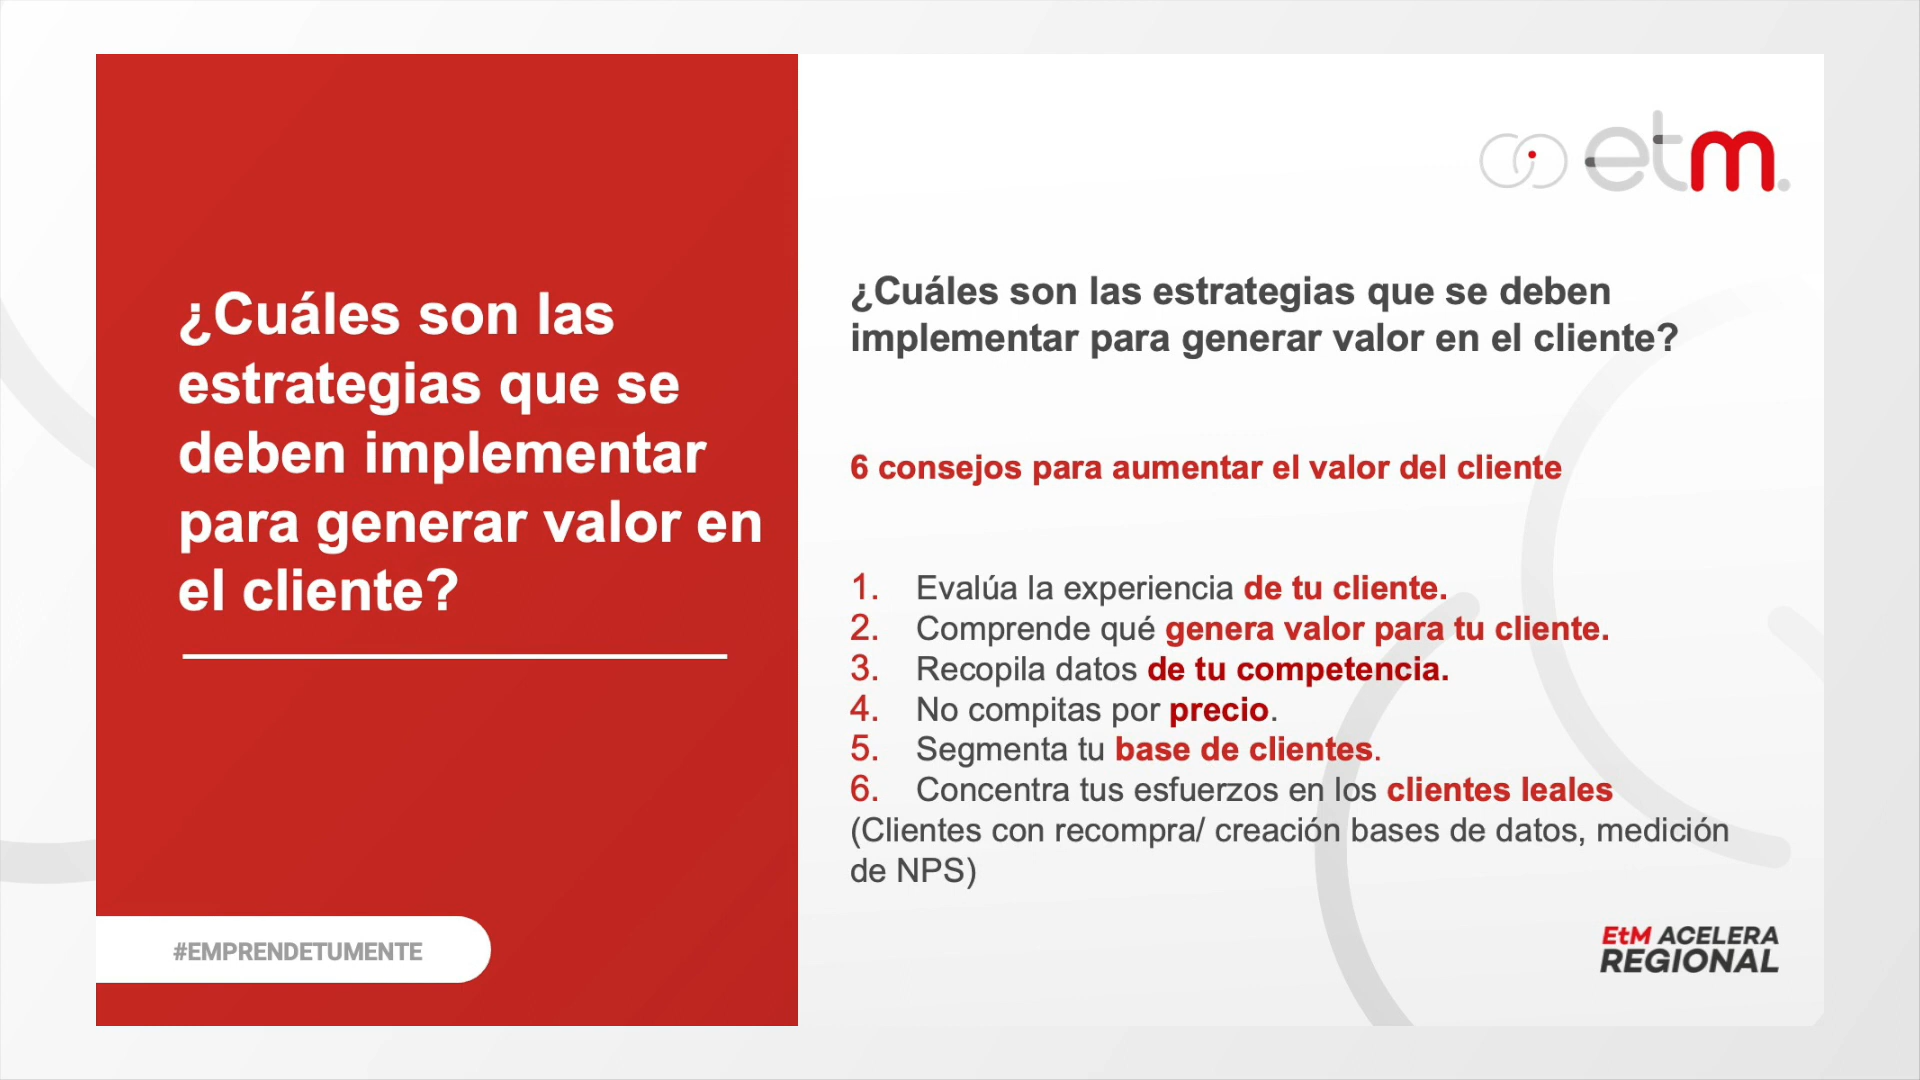 ¿Cuáles son las
estrategias que se
deben implementar
para generar valor en
el cliente?
#EMPRENDETUMENTE
etm.
¿Cuáles son las estrategias que se deben
implementar para generar valor en el cliente?
6 consejos para aumentar el valor del cliente
1. Evalúa la experiencia de tu cliente.
2. Comprende qué genera valor para tu cliente.
3. Recopila datos de tu competencia.
4. No compitas por precio.
5. Segmenta tu base de clientes.
6. Concentra tus esfuerzos en los clientes leales
(Clientes con recompra/ creación bases de datos, medición
de NPS)
EtM ACELERA
REGIONAL